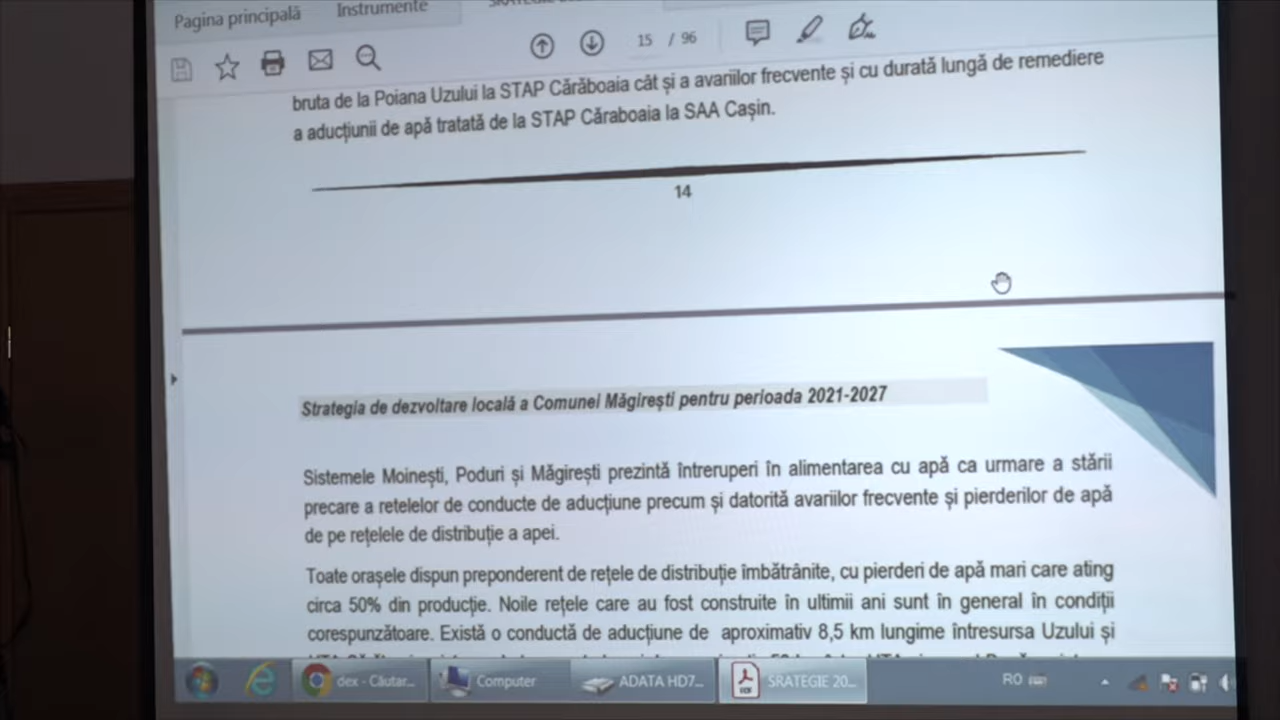 Pagina principală Instrumente
15 / 96
bruta de la Poiana Uzului la STAP Cărăboaia cât și a avariilor frecvente și cu durată lungă de remediere
a aducțiunii de apă tratată de la STAP Căraboaia la SAA Cașin.
14
Strategia de dezvoltare locală a Comunei Măgirești pentru perioada 2021-2027
Sistemele Moinești, Poduri și Măgirești prezintă întreruperi în alimentarea cu apă ca urmare a stării
precare a retelelor de conducte de aducțiune precum și datorită avariilor frecvente și pierderilor de apă
de pe rețelele de distribuție a apei.
Toate orașele dispun preponderent de rețele de distribuție îmbătrânite, cu pierderi de apă mari care ating
circa 50% din producție. Noile rețele care au fost construite în ultimii ani sunt în general în condiții
corespunzătoare. Există o conductă de aducțiune de aproximativ 8,5 km lungime întresursa Uzului și
dex - Căutar... Computer ADATA HD7... PDF SRATEGIE 20... RO